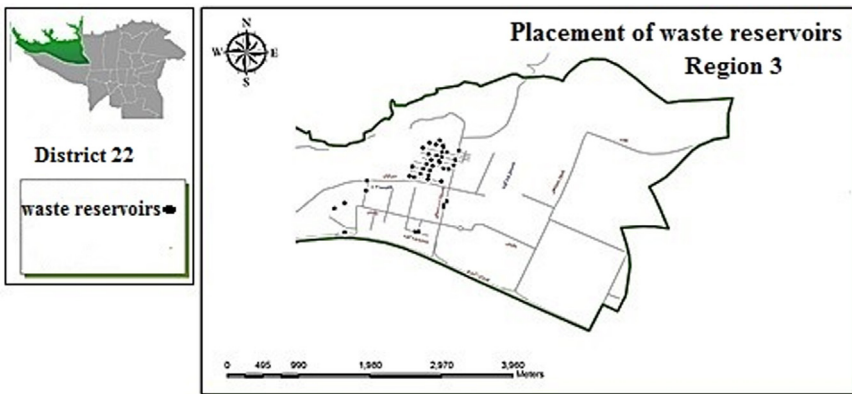 District 22
waste reservoirs
Placement of waste reservoirs
Region 3
N
W
E
S
0 495 990 1,980 2,970 3,960
Meters